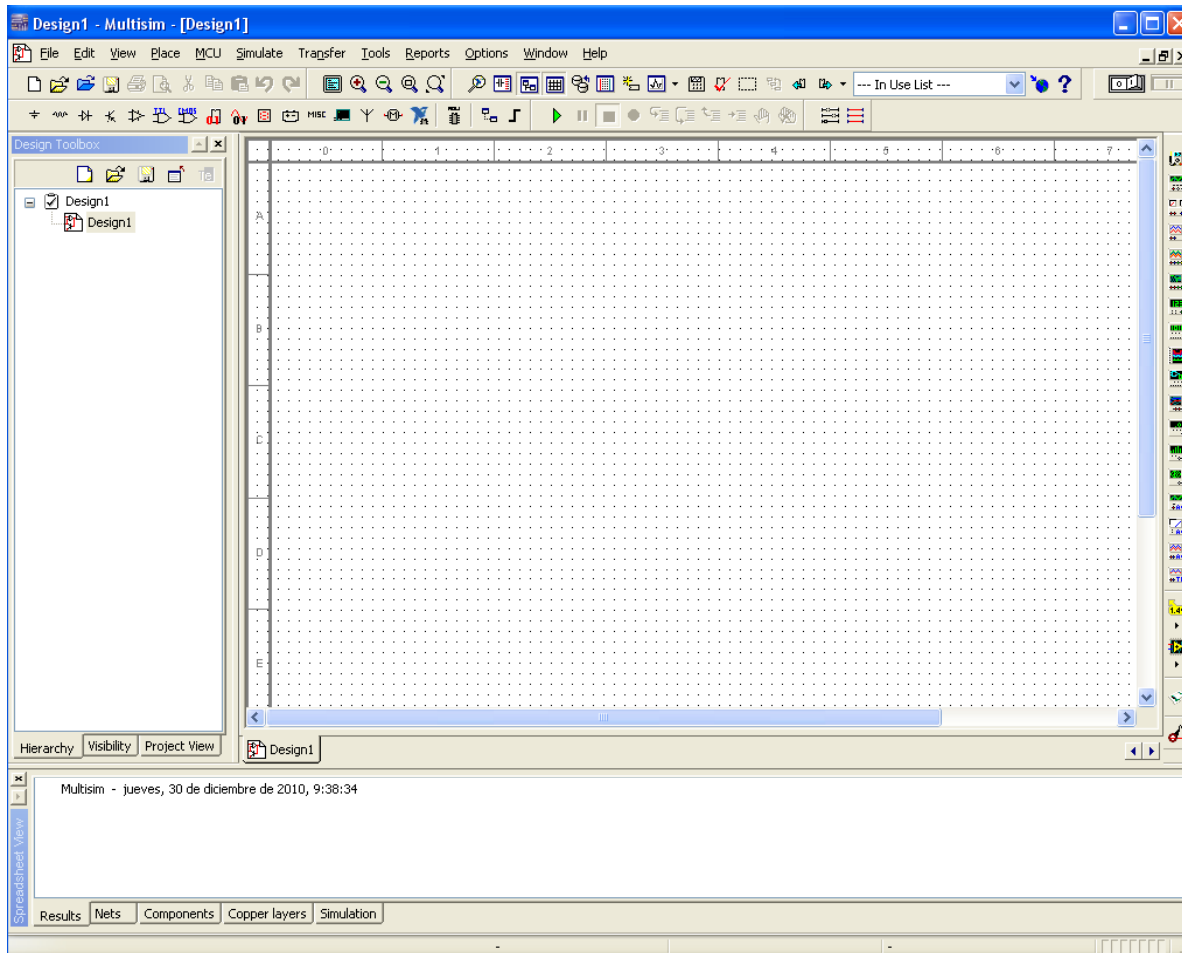 Design1 - Multisim - [Design1]
File Edit View Place MCU Simulate Transfer Tools Reports Options Window Help
--- In Use List ---
MISC
Design Toolbox
0 1 2 3 4 5 6 7
Design1
Design1
A
B
C
D
E
Hierarchy Visibility Project View
Design1
Multisim - jueves, 30 de diciembre de 2010, 9:38:34
Spreadsheet View
Results Nets Components Copper layers Simulation